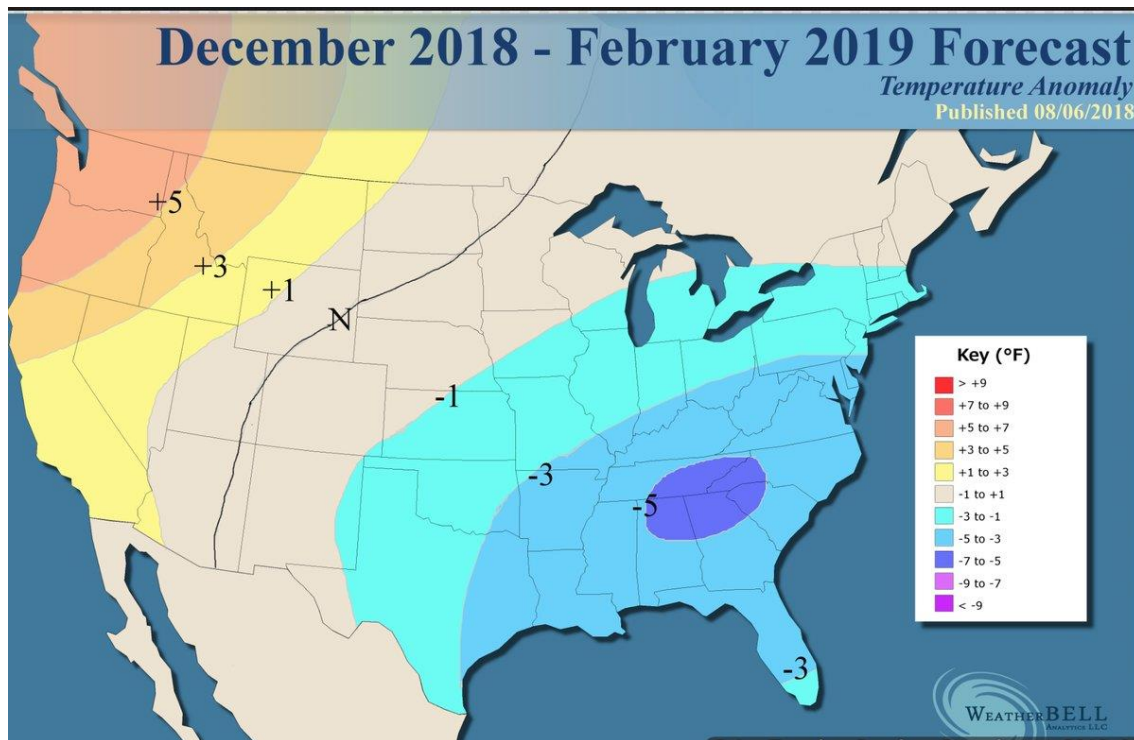 December 2018 - February 2019 Forecast
Temperature Anomaly
Published 08/06/2018
+5
+3
+1
N
-1
-3
-5
-3
Key (°F)
> +9
+7 to +9
+5 to +7
+3 to +5
+1 to +3
-1 to +1
-3 to -1
-5 to -3
-7 to -5
-9 to -7
< -9
WEATHERBELL
ANALYTICS LLC